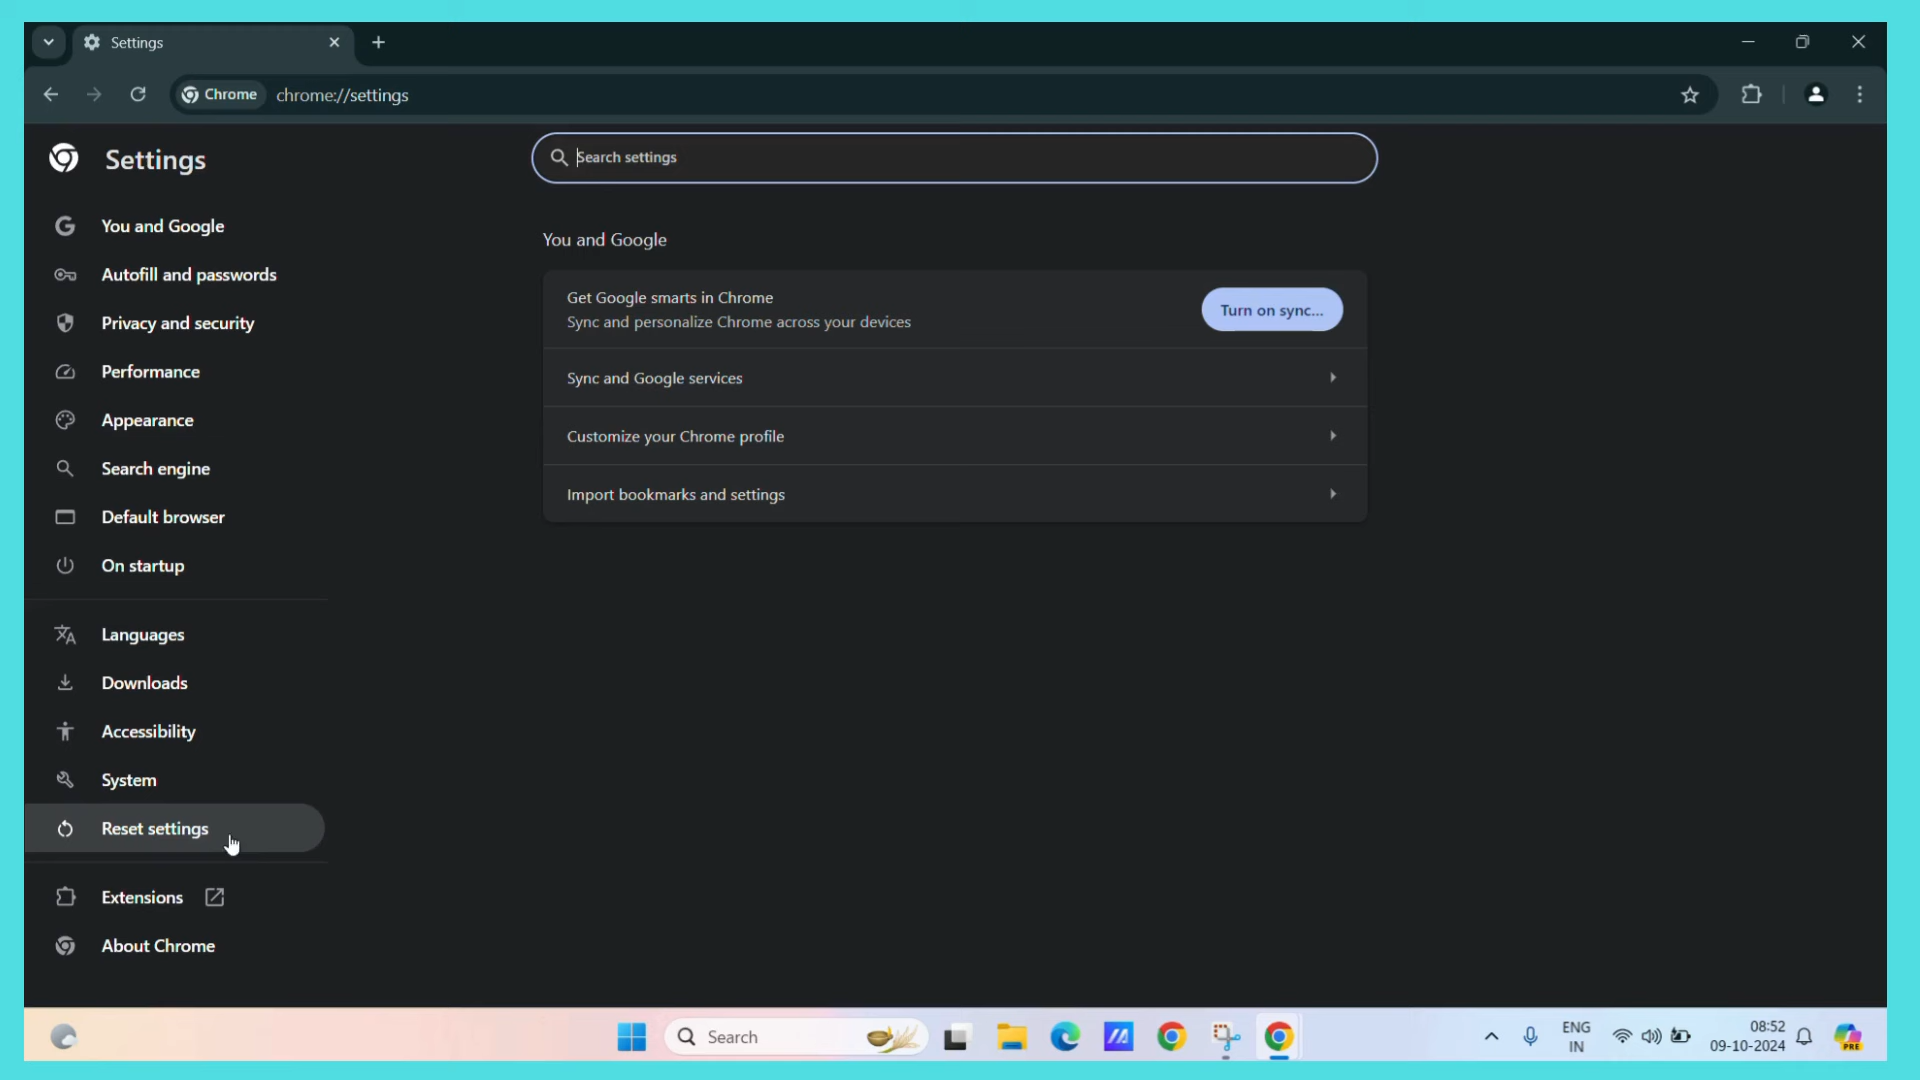 Settings
Chrome
chrome://settings
Settings
Search settings
You and Google
Autofill and passwords
Privacy and security
Performance
Appearance
Search engine
Default browser
On startup
Languages
Downloads
Accessibility
System
Reset settings
Extensions
About Chrome
You and Google
Get Google smarts in Chrome
Sync and personalize Chrome across your devices
Turn on sync...
Sync and Google services
Customize your Chrome profile
Import bookmarks and settings
Search
ENG
IN
08:52
09-10-2024
PRE